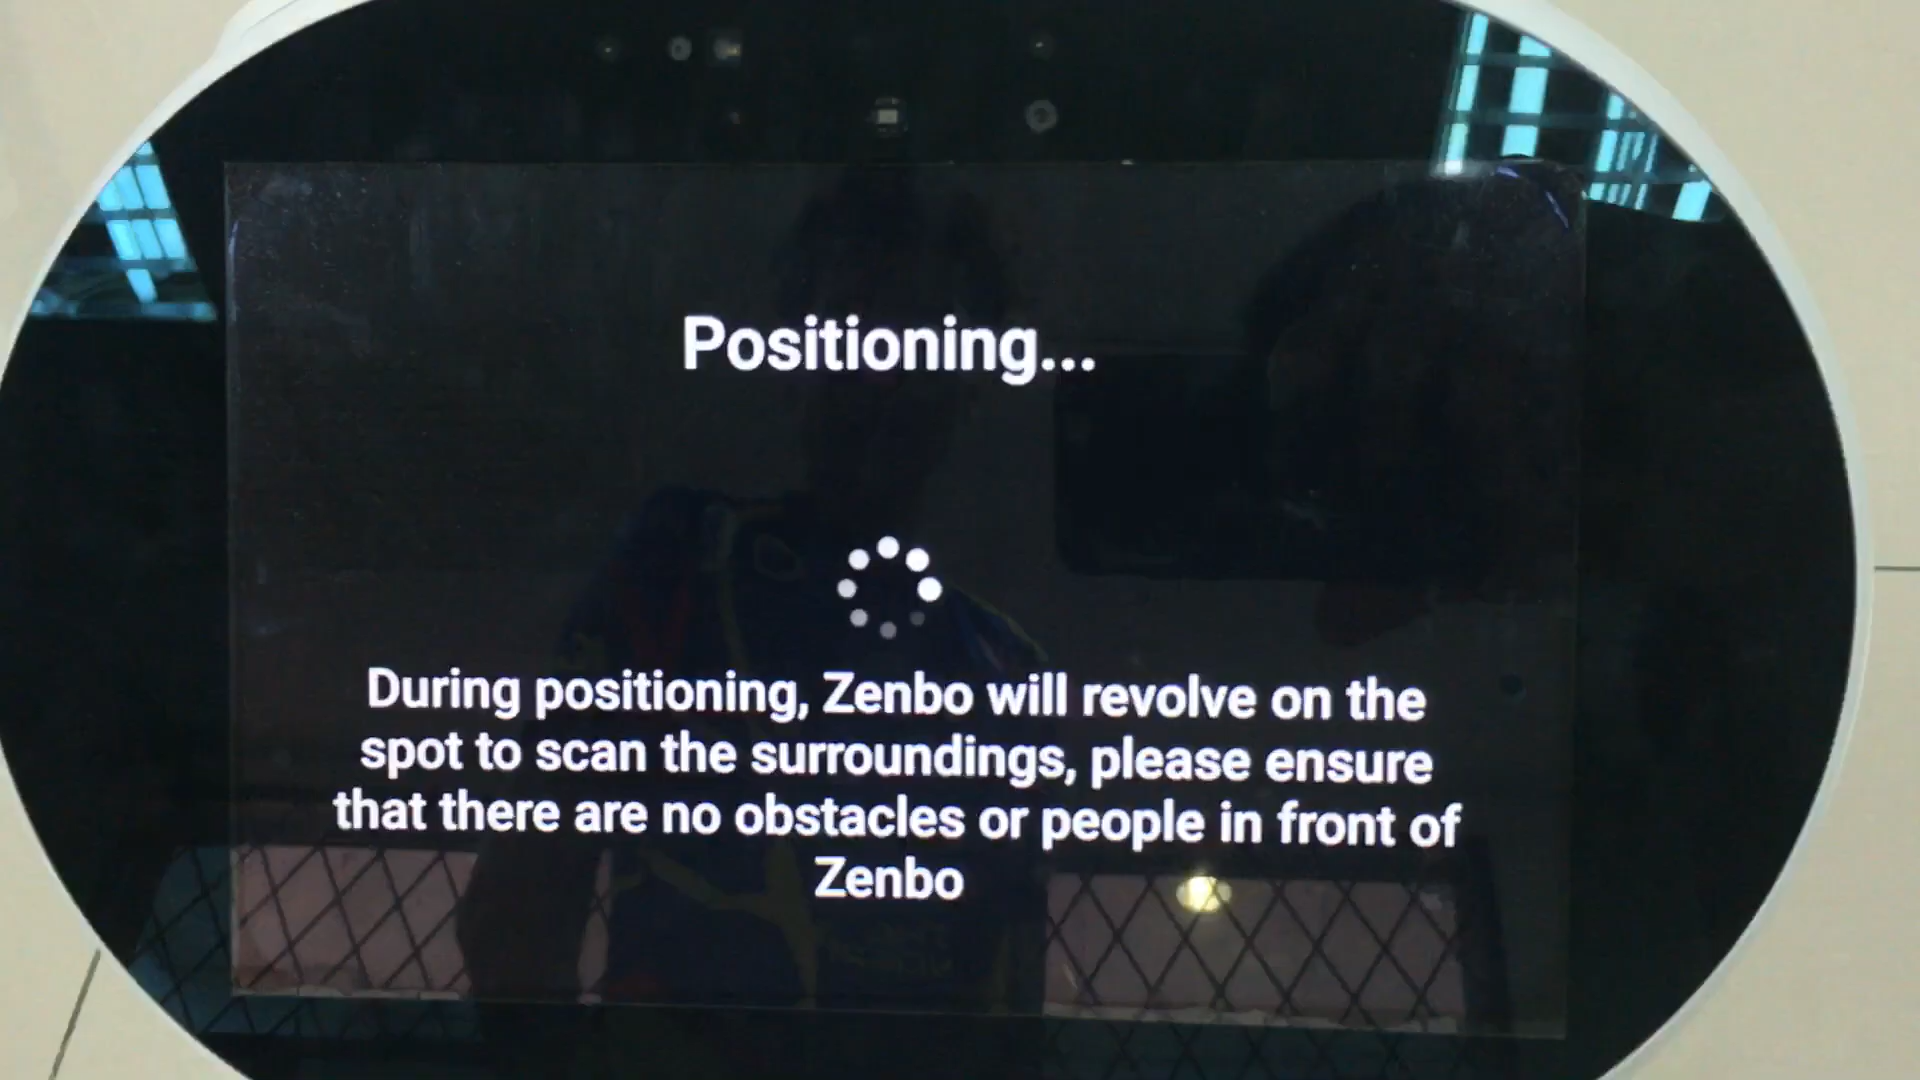 Positioning...
During positioning, Zenbo will revolve on the
spot to scan the surroundings, please ensure
that there are no obstacles or people in front of
Zenbo